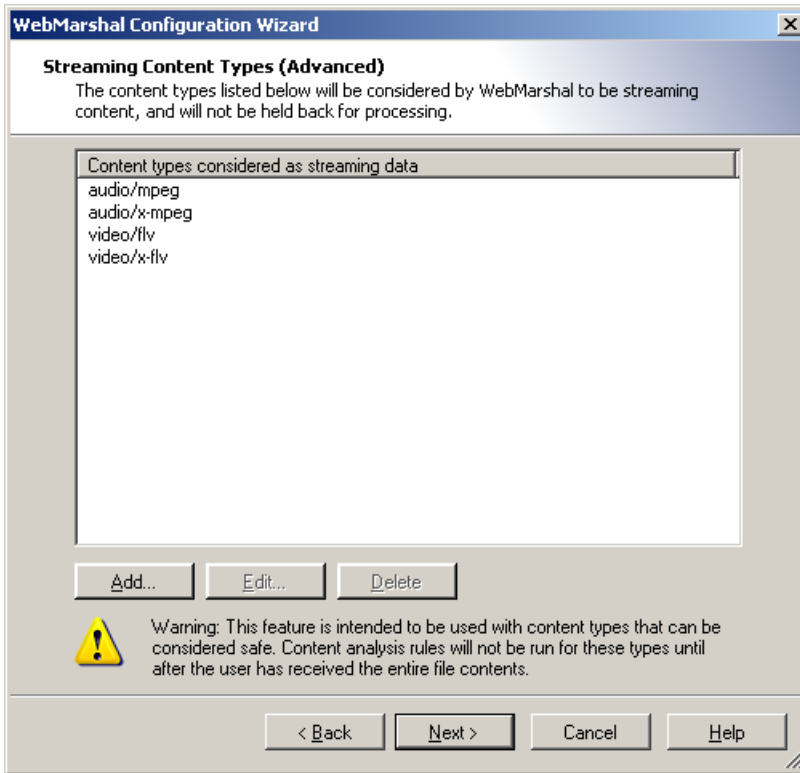 WebMarshal Configuration Wizard
Streaming Content Types (Advanced)
The content types listed below will be considered by WebMarshal to be streaming
content, and will not be held back for processing.
Content types considered as streaming data
audio/mpeg
audio/x-mpeg
video/flv
video/x-flv
Add... Edit... Delete
Warning: This feature is intended to be used with content types that can be
considered safe. Content analysis rules will not be run for these types until
after the user has received the entire file contents.
< Back Next > Cancel Help